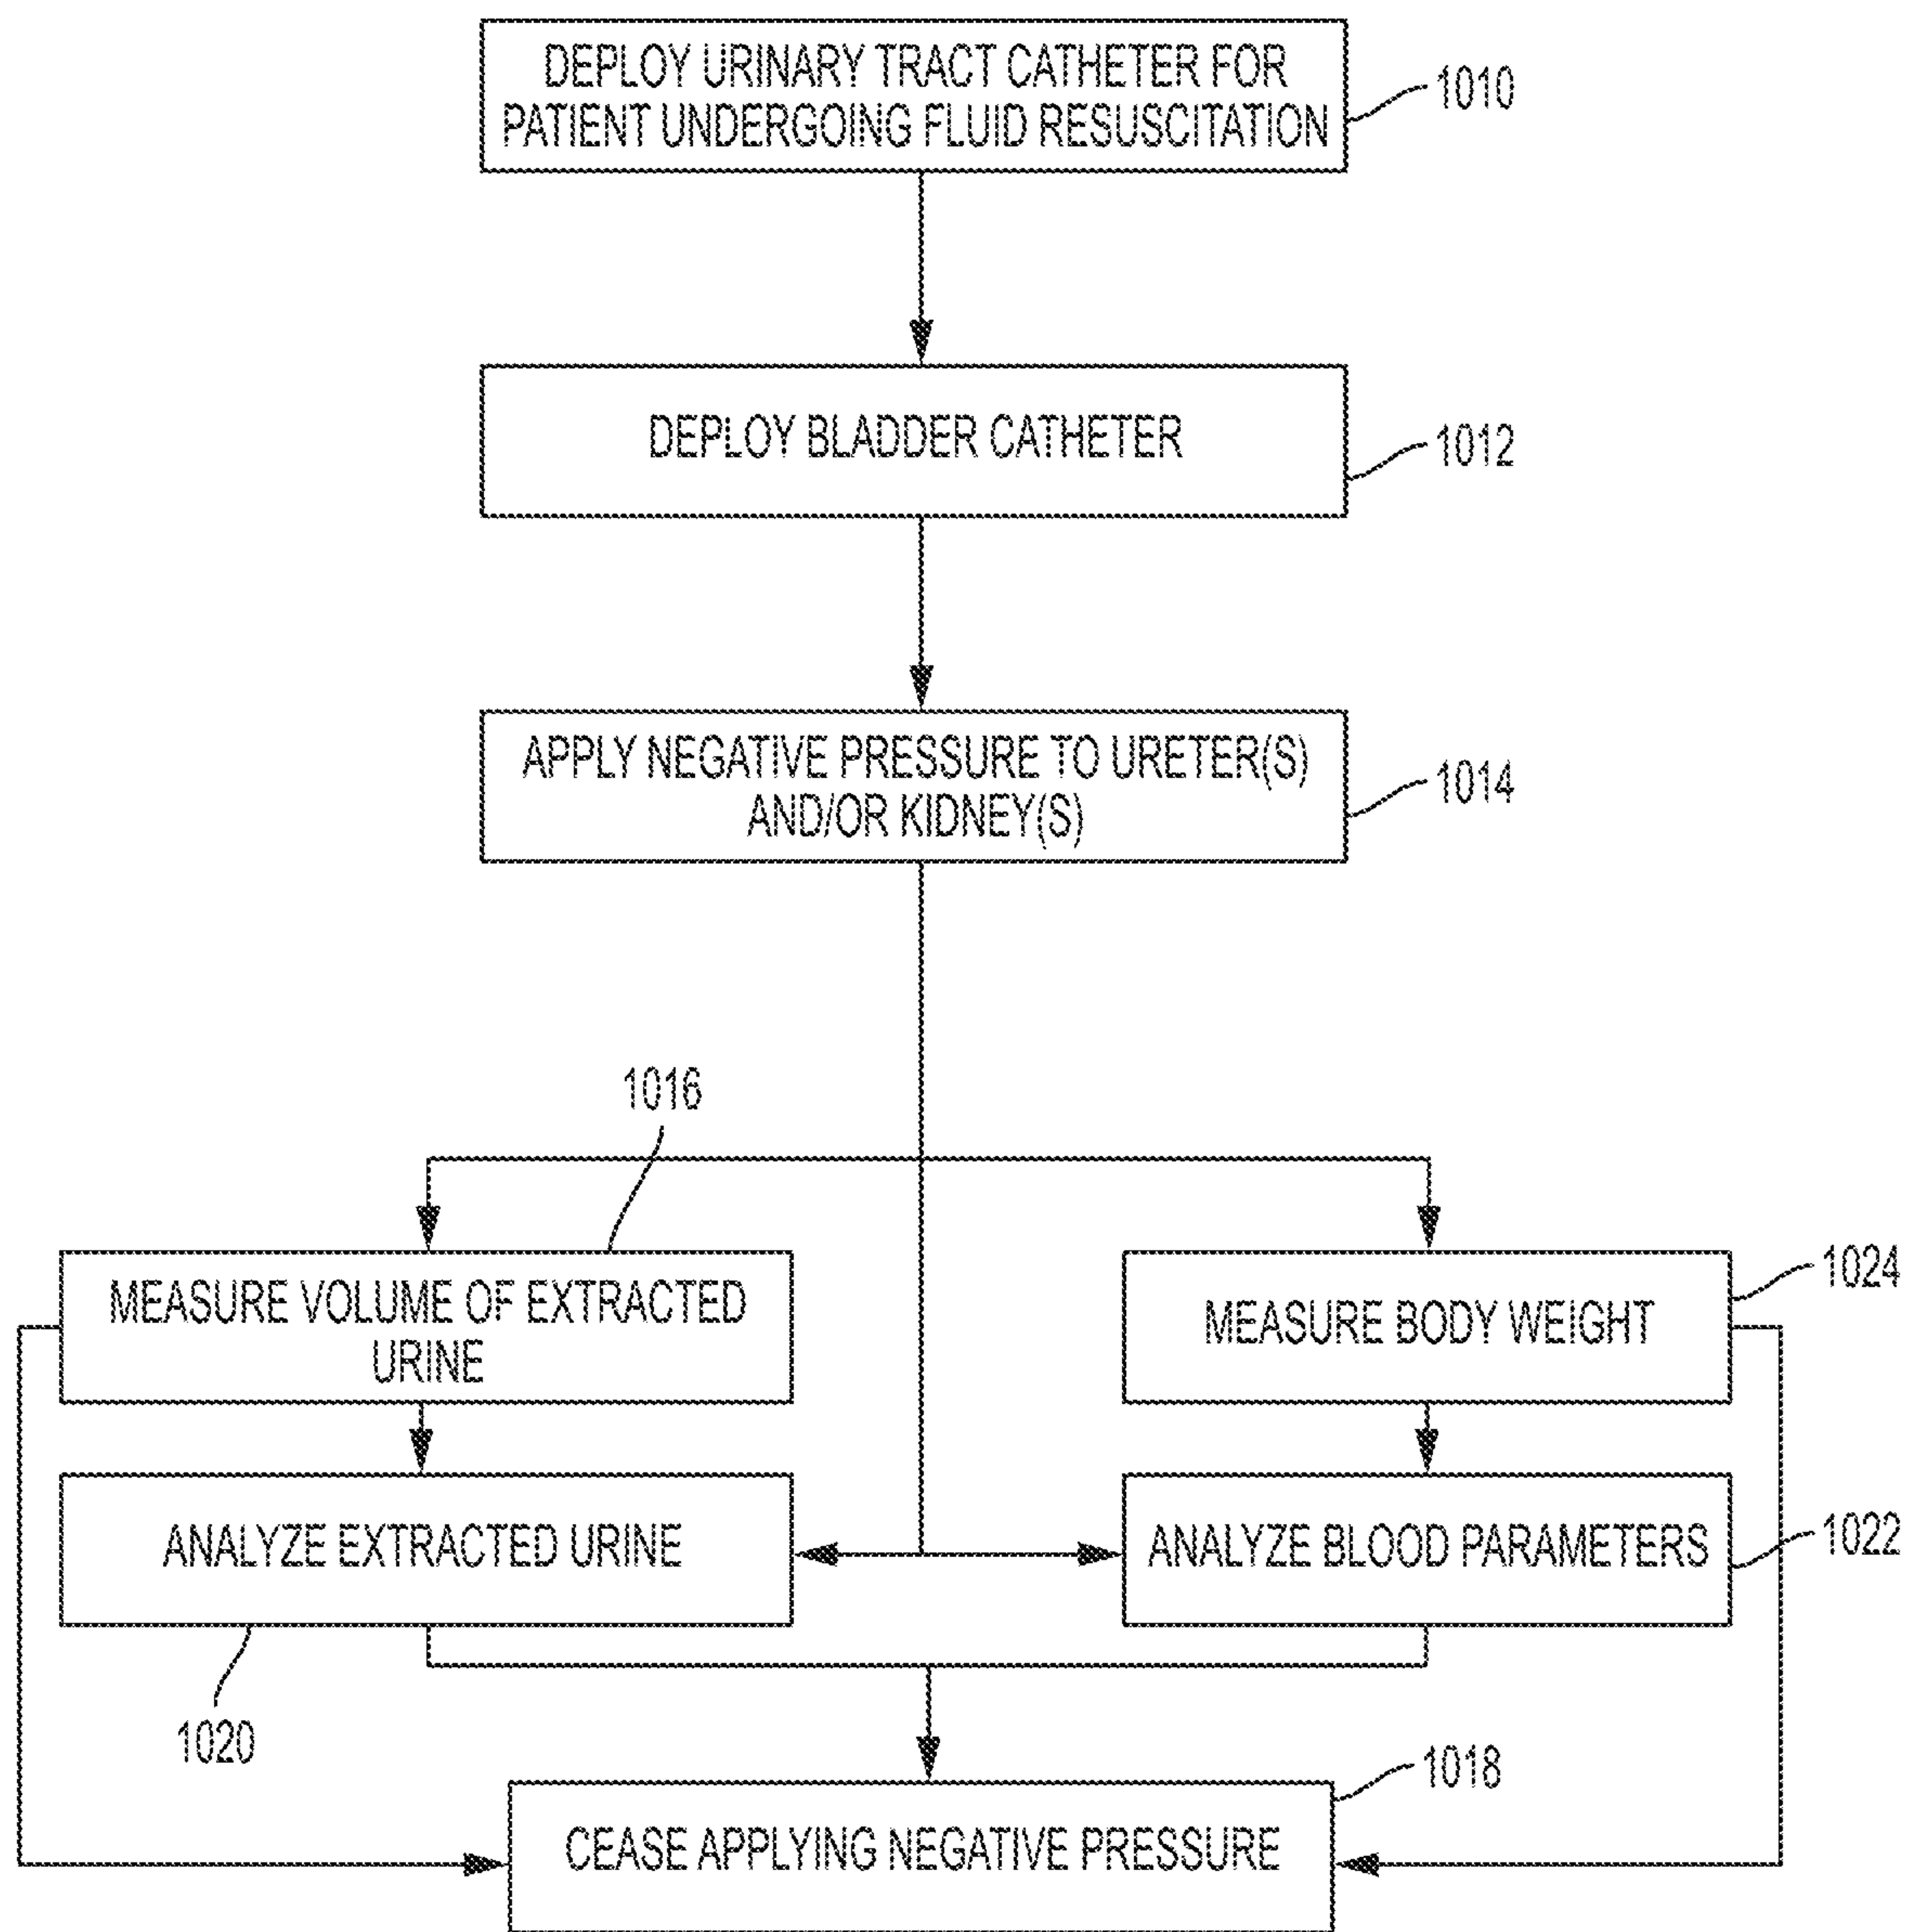 DEPLOY URINARY TRACT CATHETER FOR
PATIENT UNDERGOING FLUID RESUSCITATION
1010
DEPLOY BLADDER CATHETER
1012
APPLY NEGATIVE PRESSURE TO URETER(S)
AND/OR KIDNEY(S)
1014
1016
MEASURE VOLUME OF EXTRACTED
URINE
MEASURE BODY WEIGHT
1024
ANALYZE EXTRACTED URINE
ANALYZE BLOOD PARAMETERS
1022
1020
1018
CEASE APPLYING NEGATIVE PRESSURE